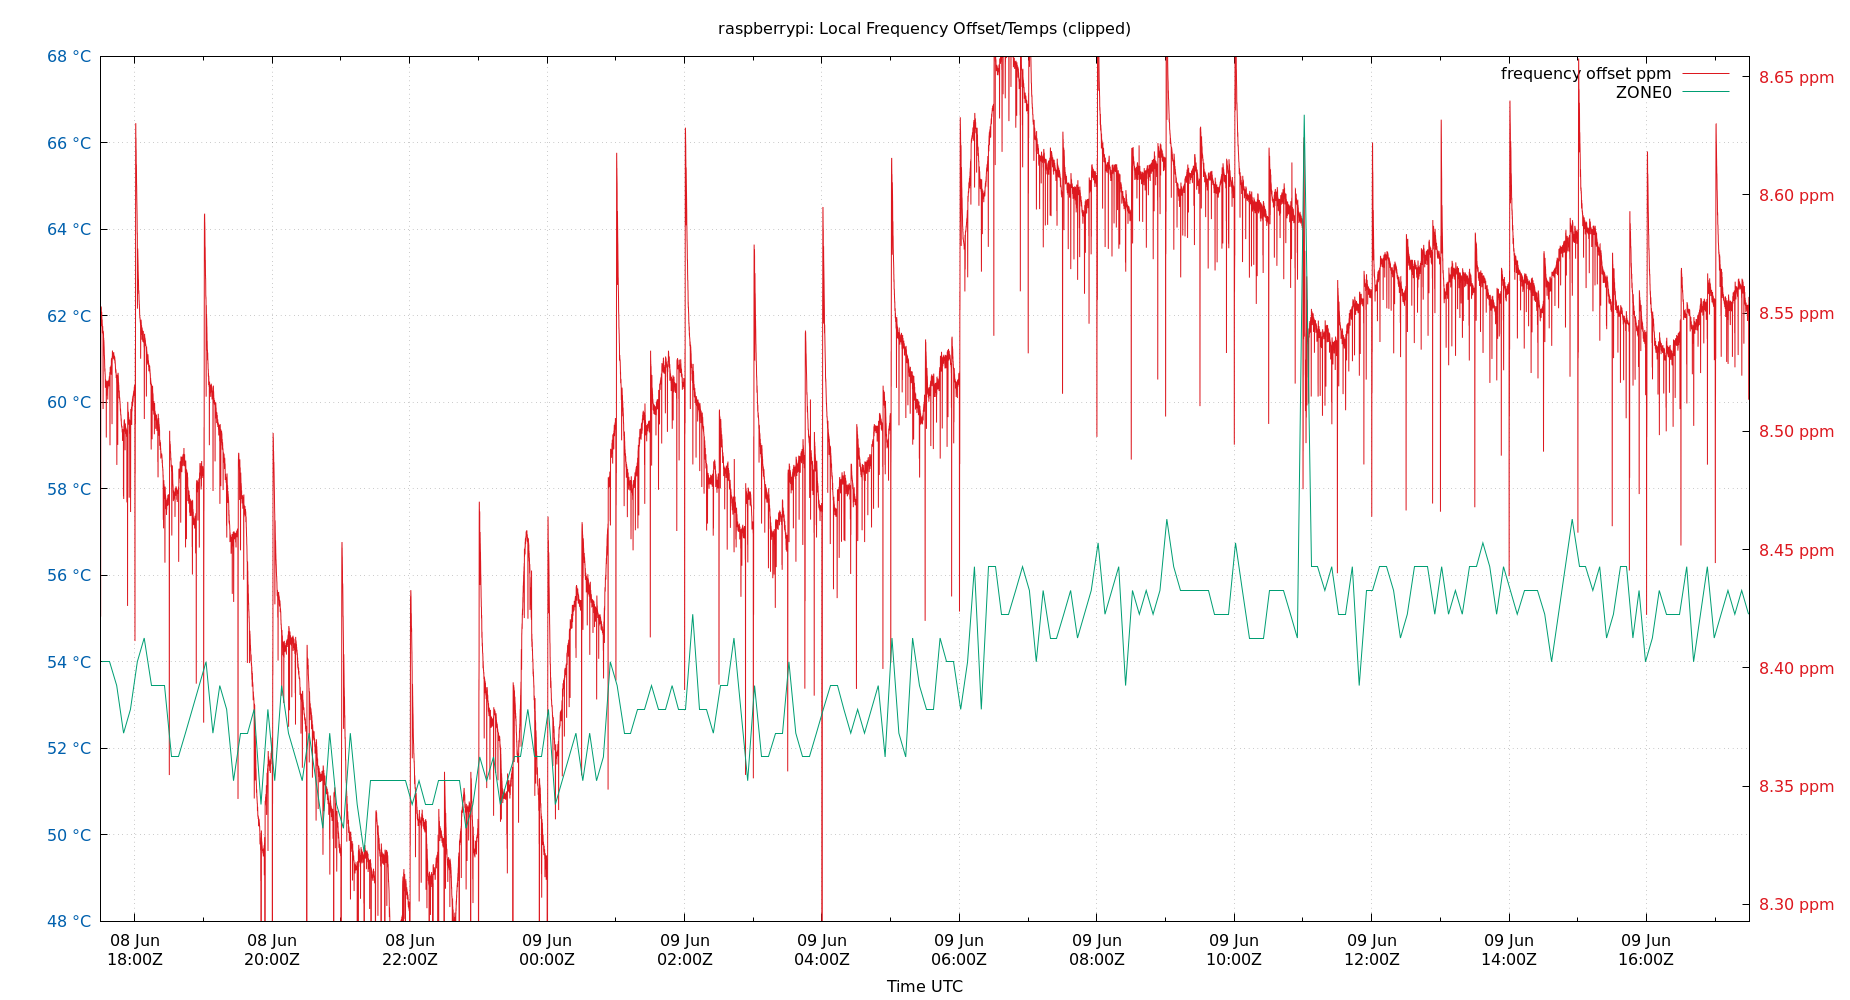 raspberrypi: Local Frequency Offset/Temps (clipped)
68 °C
66 °C
64 °C
62 °C
60 °C
58 °C
56 °C
54 °C
52 °C
50 °C
48 °C
frequency offset ppm
ZONE0
8.65 ppm
8.60 ppm
8.55 ppm
8.50 ppm
8.45 ppm
8.40 ppm
8.35 ppm
8.30 ppm
08 Jun
18:00Z
08 Jun
20:00Z
08 Jun
22:00Z
09 Jun
00:00Z
09 Jun
02:00Z
09 Jun
04:00Z
09 Jun
06:00Z
09 Jun
08:00Z
09 Jun
10:00Z
09 Jun
12:00Z
09 Jun
14:00Z
09 Jun
16:00Z
Time UTC